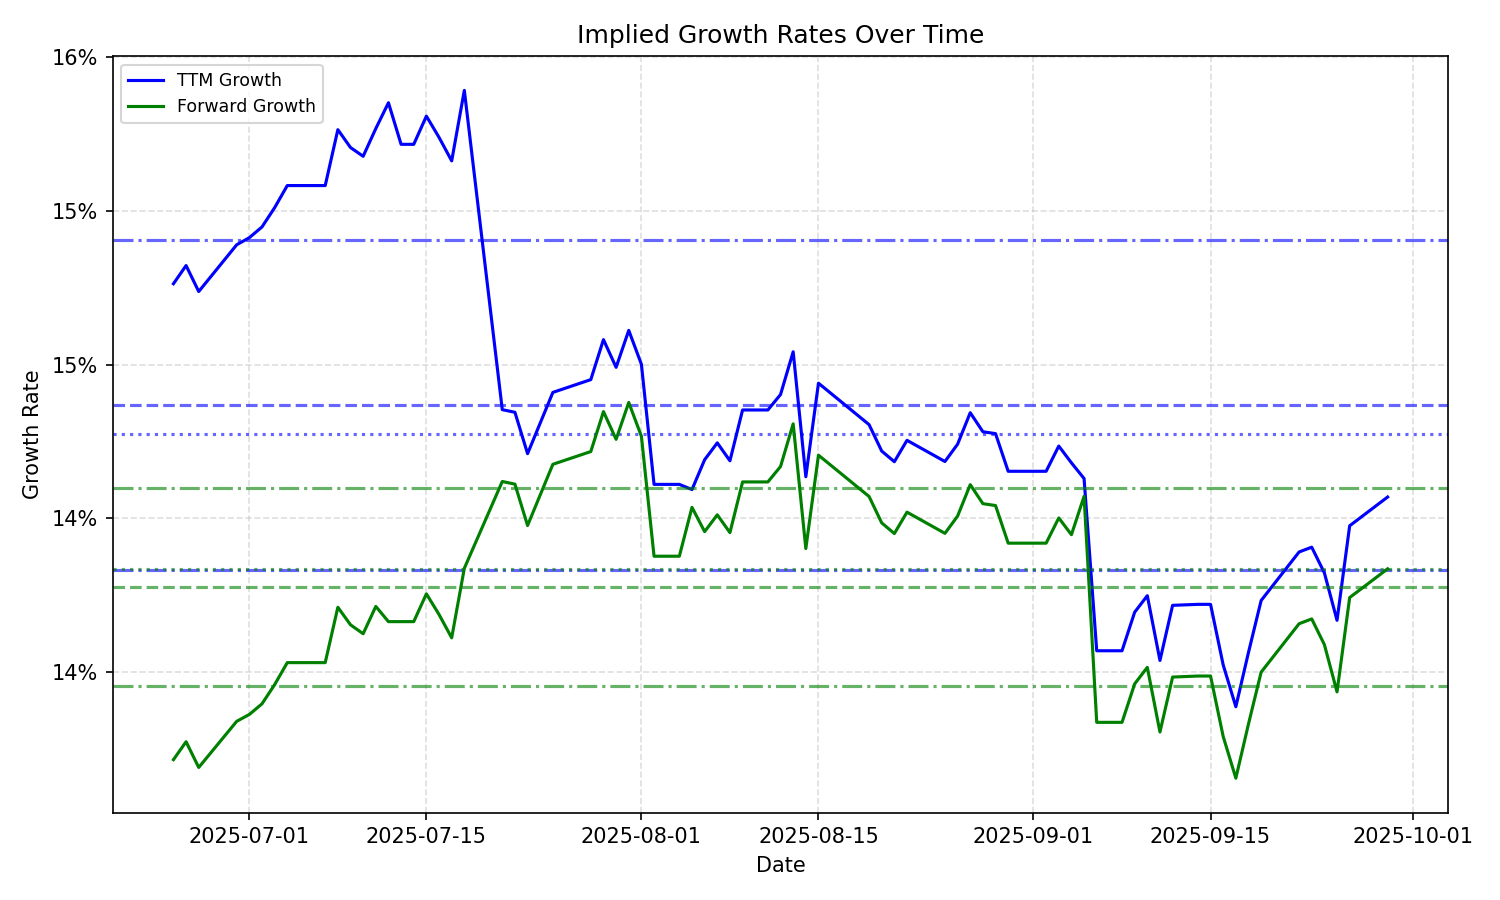 Implied Growth Rates Over Time
TTM Growth
Forward Growth
16%
15%
15%
14%
14%
Growth Rate
2025-07-01
2025-07-15
2025-08-01
2025-08-15
2025-09-01
2025-09-15
2025-10-01
Date